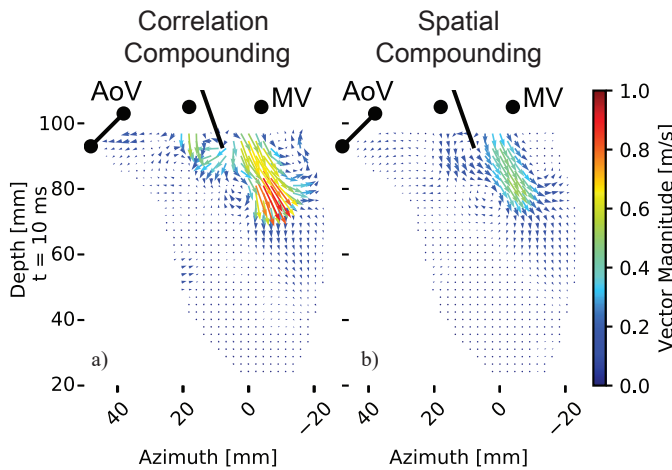 Correlation
Compounding
Spatial
Compounding
AoV
MV
AoV
MV
100
80
60
40
20
Depth [mm]
t = 10 ms
a)
b)
40
20
0
−20
40
20
0
−20
Azimuth [mm]
Azimuth [mm]
1.0
0.8
0.6
0.4
0.2
0.0
Vector Magnitude [m/s]